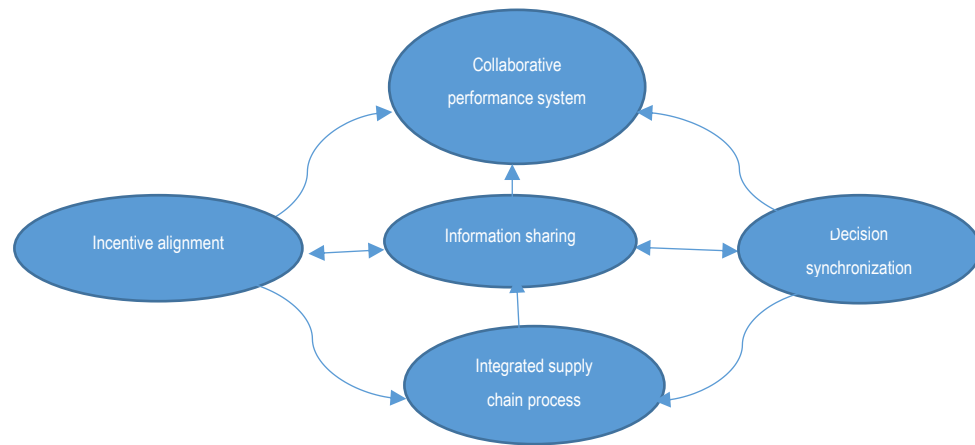 Collaborative
performance system
Incentive alignment
Information sharing
Decision
synchronization
Integrated supply
chain process